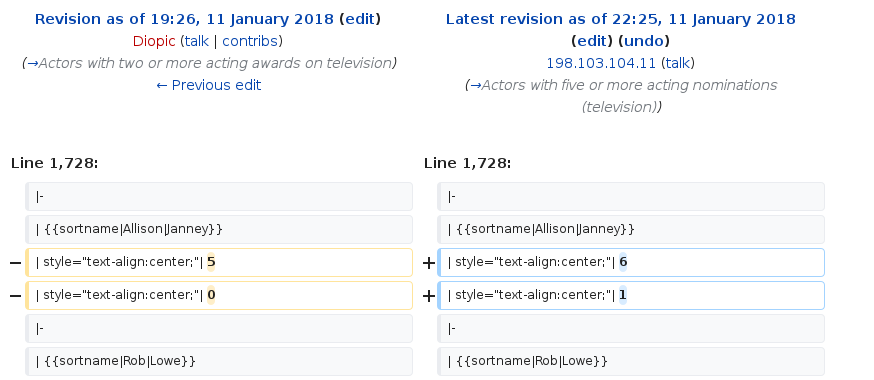 Revision as of 19:26, 11 January 2018 (edit)
Diopic (talk | contribs)
(→Actors with two or more acting awards on television)
← Previous edit
Latest revision as of 22:25, 11 January 2018
(edit) (undo)
198.103.104.11 (talk)
(→Actors with five or more acting nominations
(television))
Line 1,728:
|-
| {{sortname|Allison|Janney}}
− | style="text-align:center;"| 5
− | style="text-align:center;"| 0
|-
| {{sortname|Rob|Lowe}}
Line 1,728:
|-
| {{sortname|Allison|Janney}}
+ | style="text-align:center;"| 6
+ | style="text-align:center;"| 1
|-
| {{sortname|Rob|Lowe}}